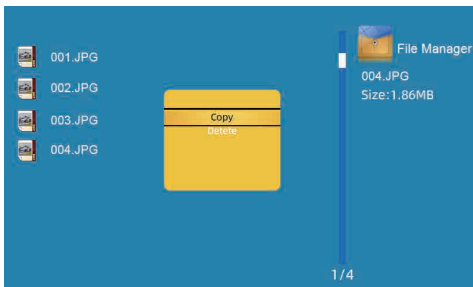 001.JPG
002.JPG
003.JPG
004.JPG
Copy
Delete
File Manager
004.JPG
Size:1.86MB
1/4